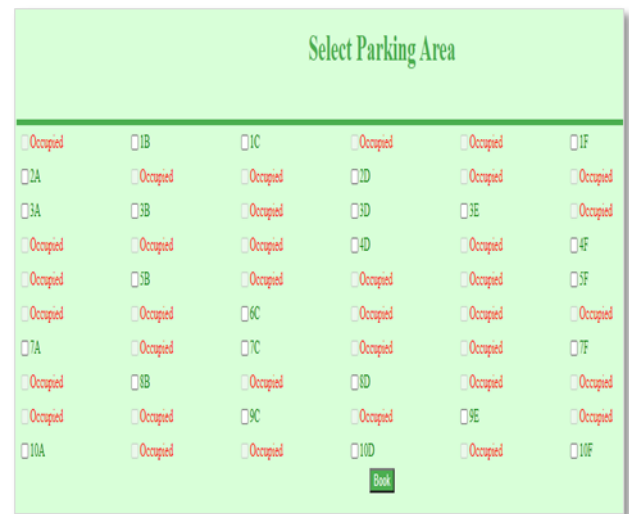 Select Parking Area
Occupied 1B 1C Occupied Occupied 1F
2A Occupied Occupied 2D Occupied Occupied
3A 3B Occupied 3D 3E Occupied
Occupied Occupied Occupied 4D Occupied 4F
Occupied 5B Occupied Occupied Occupied 5F
Occupied Occupied 6C Occupied Occupied Occupied
7A Occupied 7C Occupied Occupied 7F
Occupied 8B Occupied 8D Occupied Occupied
Occupied Occupied 9C Occupied 9E Occupied
10A Occupied Occupied 10D Occupied 10F
Book